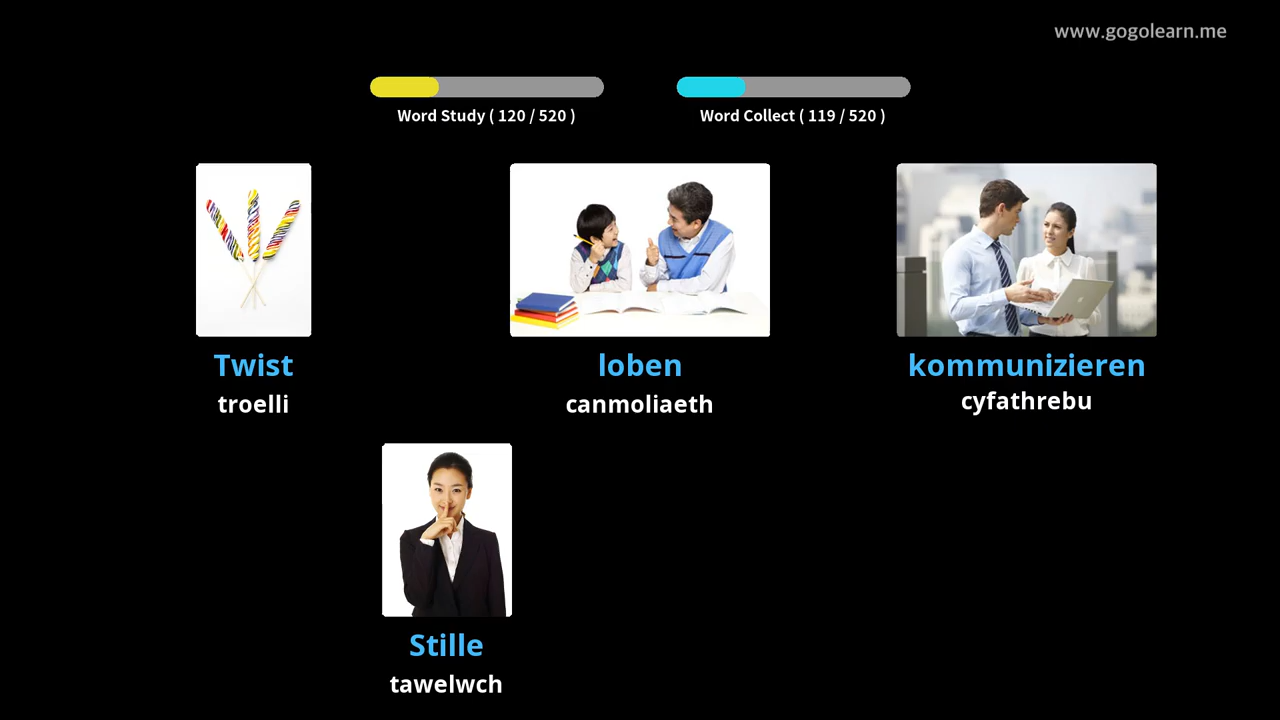 www.gogolearn.me
Word Study ( 120 / 520 )
Word Collect ( 119 / 520 )
Twist
troelli
loben
canmoliaeth
kommunizieren
cyfathrebu
Stille
tawelwch